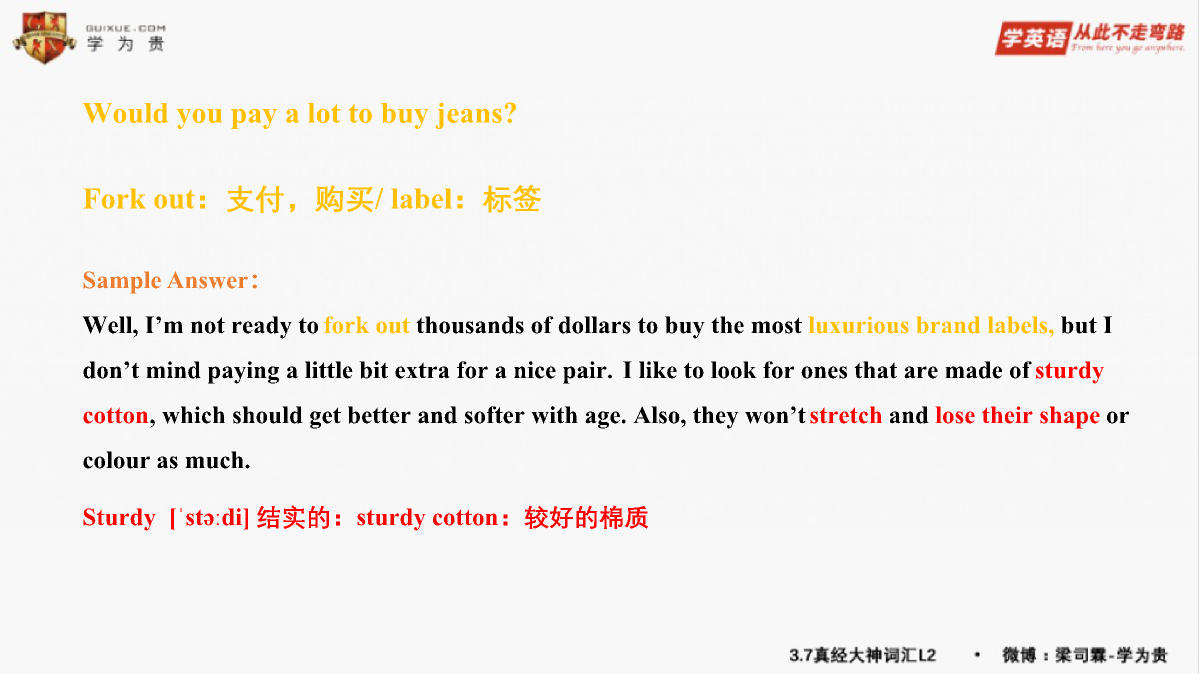 GUIXUE.COM
学为贵
学英语 从此不走弯路
From here you go anywhere.
Would you pay a lot to buy jeans?
Fork out：支付，购买/ label：标签
Sample Answer：
Well, I’m not ready to fork out thousands of dollars to buy the most luxurious brand labels, but I
don’t mind paying a little bit extra for a nice pair. I like to look for ones that are made of sturdy
cotton, which should get better and softer with age. Also, they won’t stretch and lose their shape or
colour as much.
Sturdy [ˈstəːdi] 结实的：sturdy cotton：较好的棉质
3.7真经大神词汇L2 • 微博：梁司霖-学为贵